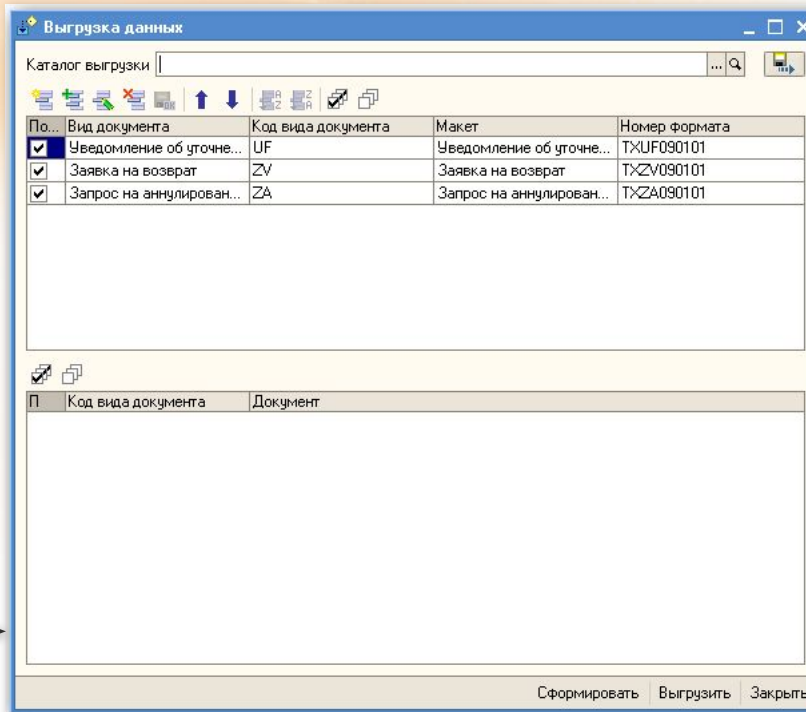 Выгрузка данных
Каталог выгрузки
По... Вид документа Код вида документа Макет Номер формата
Уведомление об уточне... UF Уведомление об уточне... TXUF090101
Заявка на возврат ZV Заявка на возврат TXZV090101
Запрос на аннулирован... ZA Запрос на аннулирован... TXZA090101
П Код вида документа Документ
Сформировать Выгрузить Закрыть